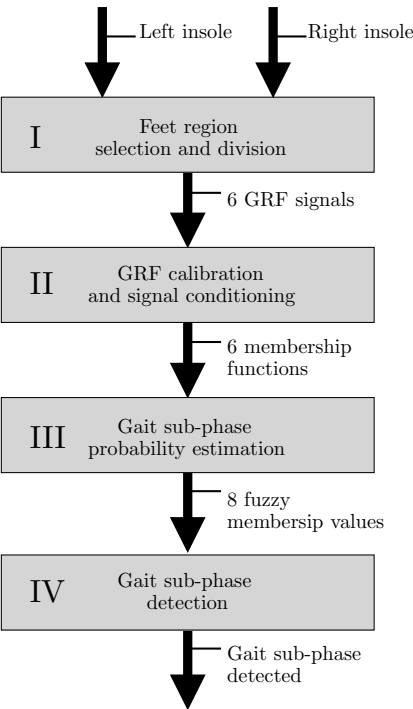 Left insole
Right insole
I
Feet region
selection and division
6 GRF signals
II
GRF calibration
and signal conditioning
6 membership
functions
III
Gait sub-phase
probability estimation
8 fuzzy
membersip values
IV
Gait sub-phase
detection
Gait sub-phase
detected